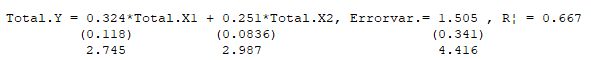 Total.Y = 0.324*Total.X1 + 0.251*Total.X2, Errorvar.= 1.505 , R¦ = 0.667
(0.118) (0.0836) (0.341)
2.745 2.987 4.416